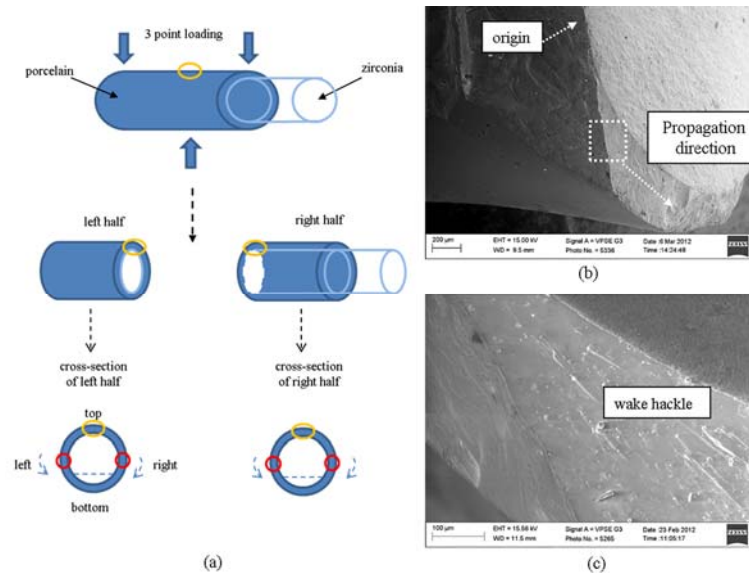 3 point loading
porcelain
zirconia
left half
right half
cross-section
of left half
cross-section
of right half
top
left
right
bottom
(a)
origin
Propagation
direction
200 µm
EHT = 15.00 kV
WD = 9.5 mm
Signal A = VPSE G3
Photo No. = 5336
Date :6 Mar 2012
Time :14:24:48
ZEISS
(b)
wake hackle
100 µm
EHT = 15.58 kV
WD = 11.5 mm
Signal A = VPSE G3
Photo No. = 5265
Date :23 Feb 2012
Time :11:05:17
ZEISS
(c)